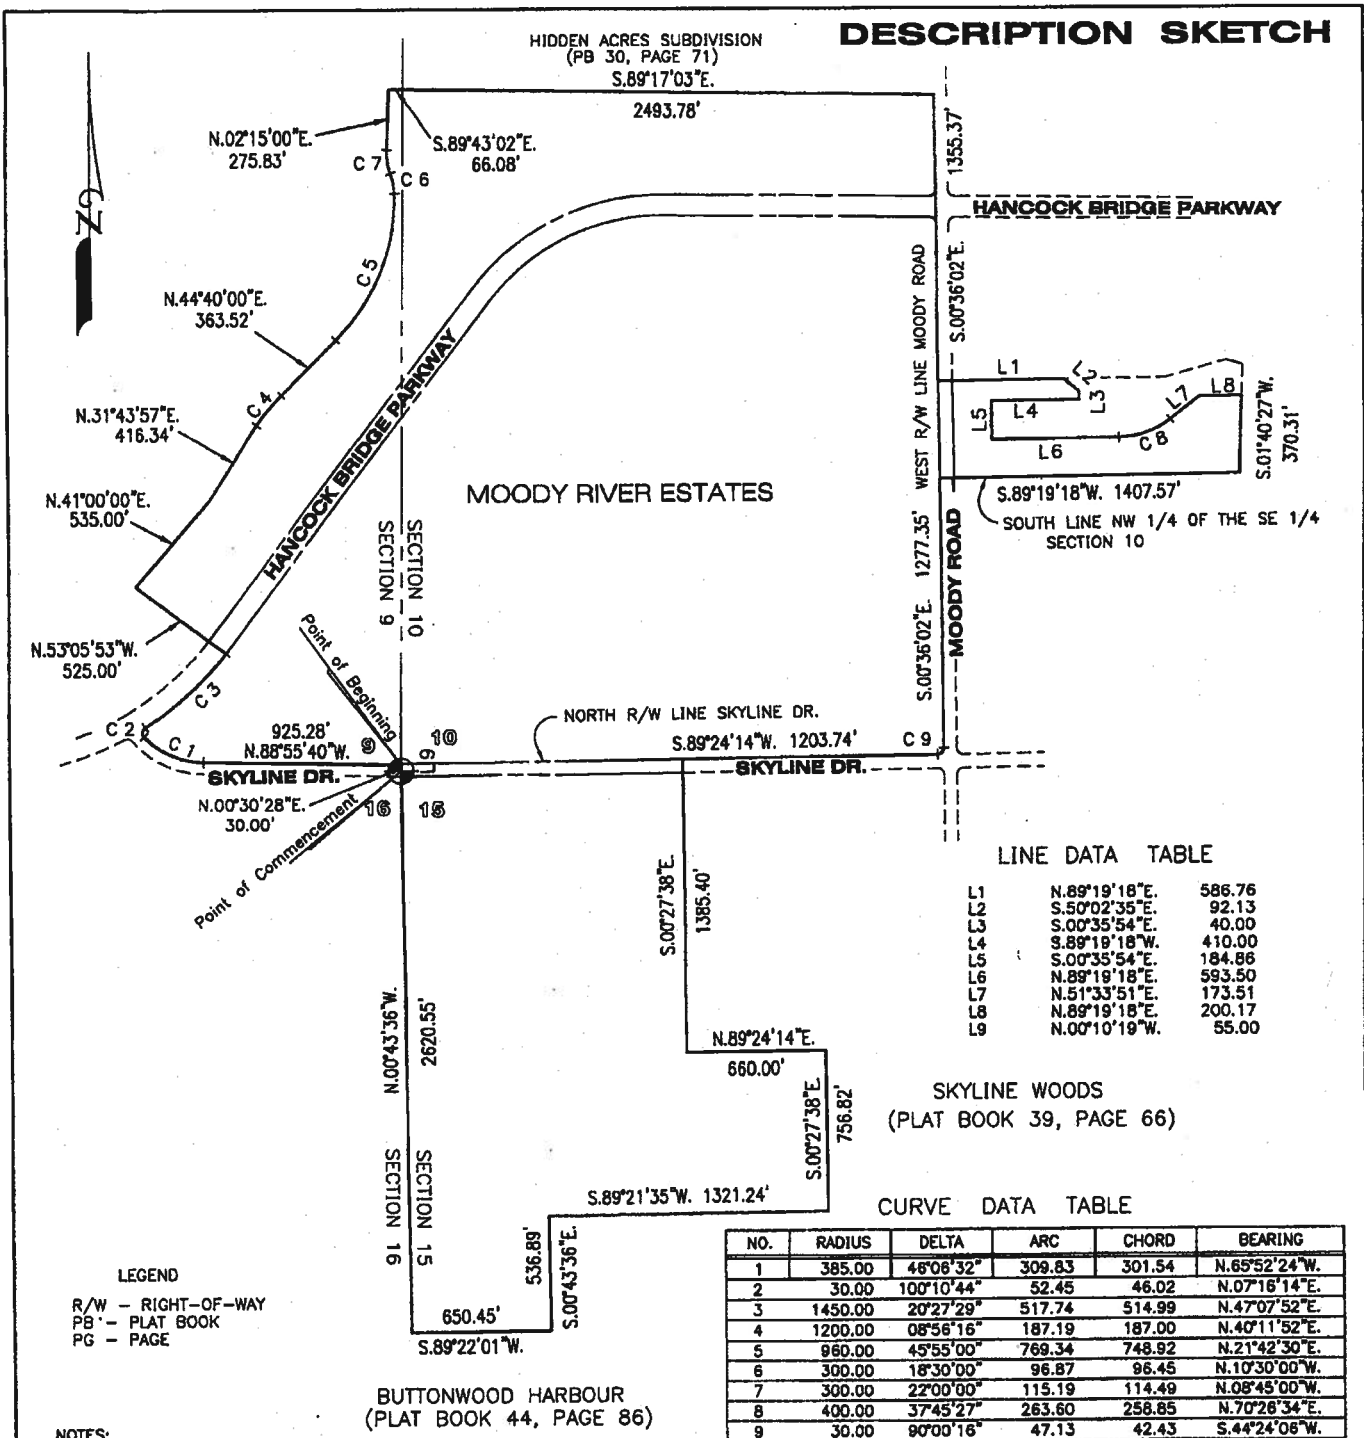 DESCRIPTION SKETCH
HIDDEN ACRES SUBDIVISION
(PB 30, PAGE 71)
S.89°17'03"E.
2493.78'
N.02°15'00"E.
275.83'
S.89°43'02"E.
66.08'
C 7
C 6
1355.37'
N
HANCOCK BRIDGE PARKWAY
C 5
N.44°40'00"E.
363.52'
WEST R/W LINE MOODY ROAD
S.00°36'02"E.
L1
L2
L3
L4
L5
L6
C 8
L7
L8
S.01°40'27"W.
370.31'
C 4
N.31°43'57"E.
416.34'
HANCOCK BRIDGE PARKWAY
MOODY RIVER ESTATES
S.89°19'18"W. 1407.57'
SOUTH LINE NW 1/4 OF THE SE 1/4
SECTION 10
N.41°00'00"E.
535.00'
SECTION 9
SECTION 10
S.00°36'02"E. 1277.35'
MOODY ROAD
N.53°05'53"W.
525.00'
Point of Beginning
C 3
C 2
C 1
925.28'
N.88°55'40"W.
9
10
L9
NORTH R/W LINE SKYLINE DR.
S.89°24'14"W. 1203.74'
C 9
SKYLINE DR.
SKYLINE DR.
N.00°30'28"E.
30.00'
16
15
Point of Commencement
S.00°27'38"E.
1385.40'
LINE DATA TABLE
L1 N.89°19'18"E. 586.76
L2 S.50°02'35"E. 92.13
L3 S.00°35'54"E. 40.00
L4 S.89°19'18"W. 410.00
L5 S.00°35'54"E. 184.86
L6 N.89°19'18"E. 593.50
L7 N.51°33'51"E. 173.51
L8 N.89°19'18"E. 200.17
L9 N.00°10'19"W. 55.00
N.00°43'36"W.
2620.55'
N.89°24'14"E.
660.00'
S.00°27'38"E.
756.82'
SKYLINE WOODS
(PLAT BOOK 39, PAGE 66)
SECTION 16
SECTION 15
S.89°21'35"W. 1321.24'
536.89'
S.00°43'36"E.
650.45'
S.89°22'01"W.
CURVE DATA TABLE
NO. RADIUS DELTA ARC CHORD BEARING
1 385.00 46°06'32" 309.83 301.54 N.65°52'24"W.
2 30.00 100°10'44" 52.45 46.02 N.07°16'14"E.
3 1450.00 20°27'29" 517.74 514.99 N.47°07'52"E.
4 1200.00 08°56'16" 187.19 187.00 N.40°11'52"E.
5 960.00 45°55'00" 769.34 748.92 N.21°42'30"E.
6 300.00 18°30'00" 96.87 96.45 N.10°30'00"W.
7 300.00 22°00'00" 115.19 114.49 N.08°45'00"W.
8 400.00 37°45'27" 263.60 258.85 N.70°26'34"E.
9 30.00 90°00'16" 47.13 42.43 S.44°24'06"W.
LEGEND
R/W - RIGHT-OF-WAY
PB - PLAT BOOK
PG - PAGE
BUTTONWOOD HARBOUR
(PLAT BOOK 44, PAGE 86)
NOTES: